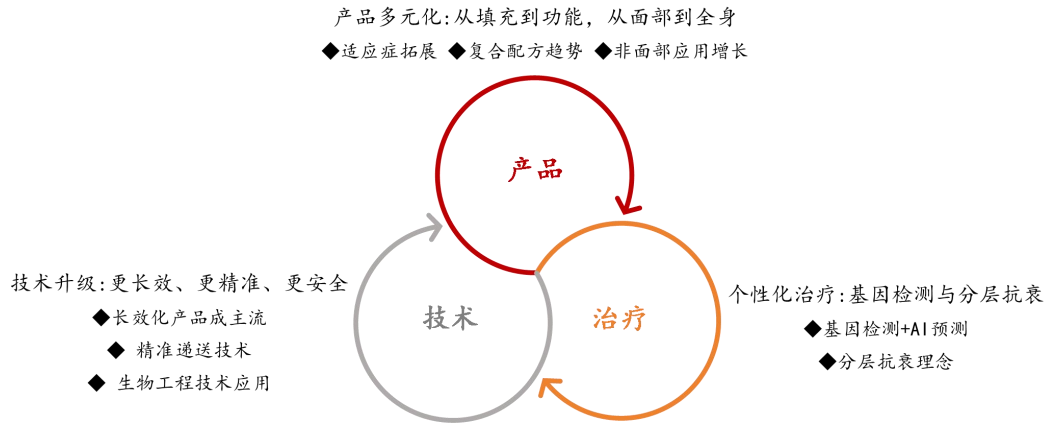 产品多元化:从填充到功能，从面部到全身
◆适应症拓展 ◆复合配方趋势 ◆非面部应用增长
产品
技术升级:更长效、更精准、更安全
◆长效化产品成主流
◆ 精准递送技术
◆ 生物工程技术应用
技术
治疗
个性化治疗:基因检测与分层抗衰
◆基因检测+AI预测
◆分层抗衰理念